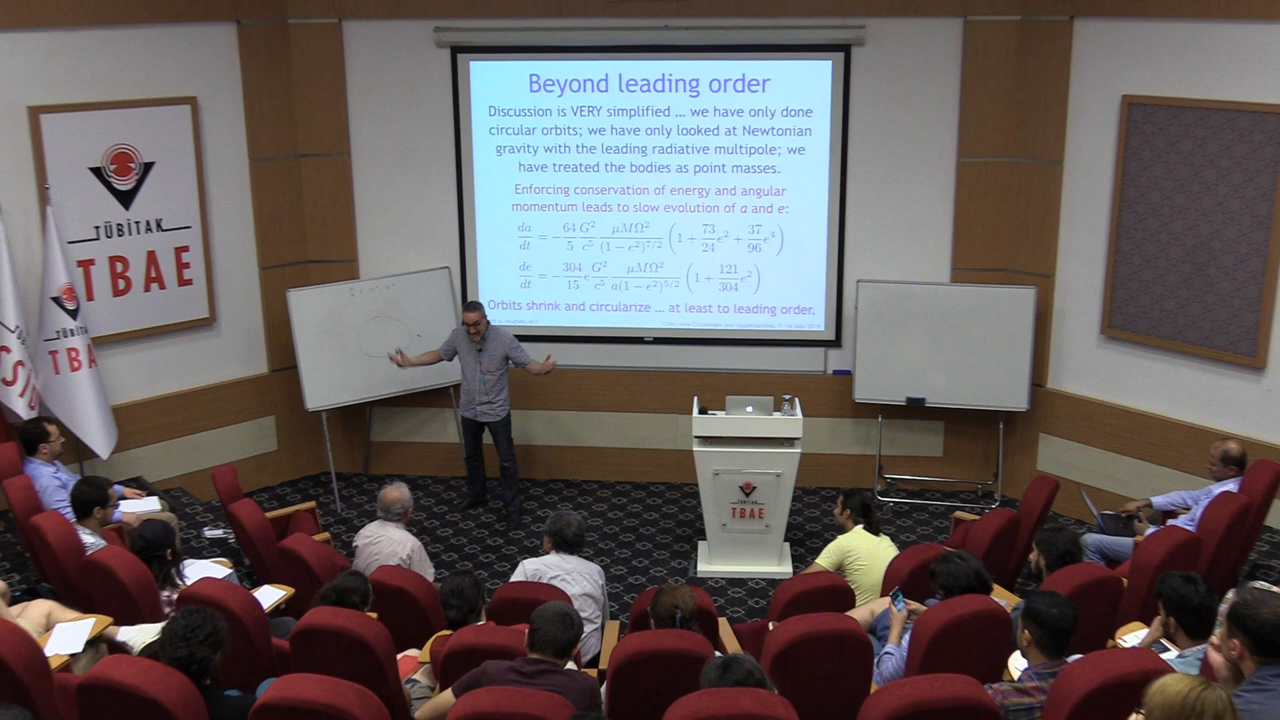 Beyond leading order
Discussion is VERY simplified … we have only done
circular orbits; we have only looked at Newtonian
gravity with the leading radiative multipole; we
have treated the bodies as point masses.
Enforcing conservation of energy and angular
momentum leads to slow evolution of a and e:
da/dt = −64/5 G²/c⁵ μMΩ²/(1 − e²)^7/2 (1 + 73/24 e² + 37/96 e⁴)
de/dt = −304/15 e G²/c⁵ μMΩ²/a(1 − e²)^5/2 (1 + 121/304 e²)
Orbits shrink and circularize … at least to leading order.
TÜBİTAK
TBAE
TÜBİTA
TBA
TBAE